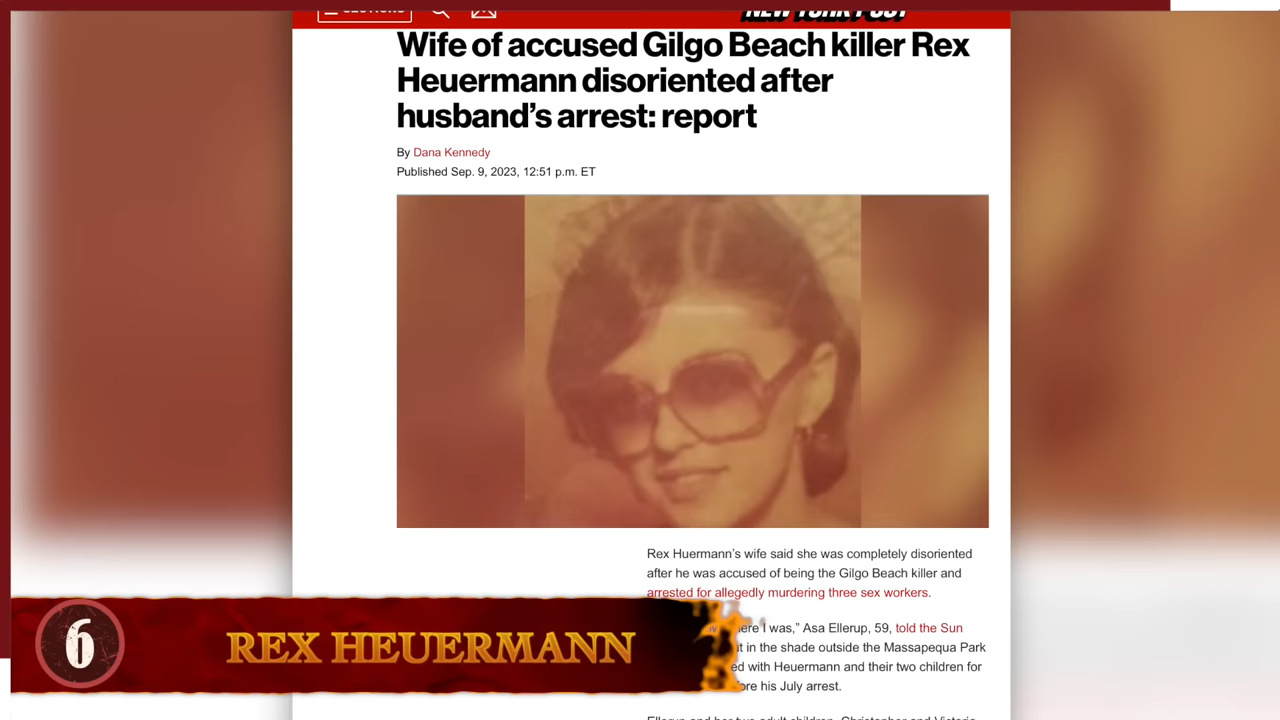 SECTIONS
NEW YORK POST
Wife of accused Gilgo Beach killer Rex
Heuermann disoriented after
husband’s arrest: report
By Dana Kennedy
Published Sep. 9, 2023, 12:51 p.m. ET
Rex Huermann’s wife said she was completely disoriented
after he was accused of being the Gilgo Beach killer and
arrested for allegedly murdering three sex workers.
I was,” Asa Ellerup, 59, told the Sun
in the shade outside the Massapequa Park
with Heuermann and their two children for
his July arrest.
6
REX HEUERMANN